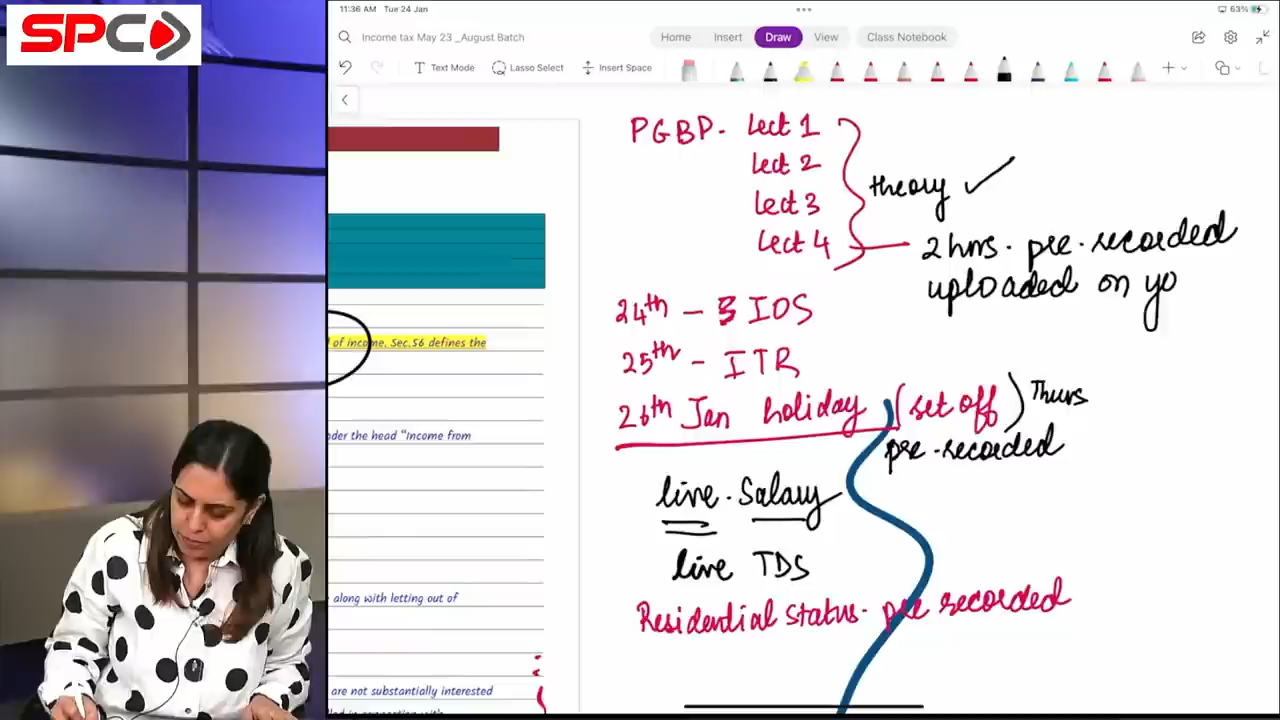 SPC
11:36 AM Tue 24 Jan
63%
Income tax May 23 _August Batch
Home Insert Draw View Class Notebook
Text Mode Lasso Select Insert Space
PGBP- Lect 1
Lect 2
Lect 3
Lect 4
theory
2 hrs. pre-recorded
uploaded on yo
24th - IOS
25th - ITR
26th Jan holiday (set off) Thurs
pre-recorded
live. Salary
live TDS
Residential status- pre recorded
of income. Sec.56 defines the
der the head "Income from
along with letting out of
are not substantially interested